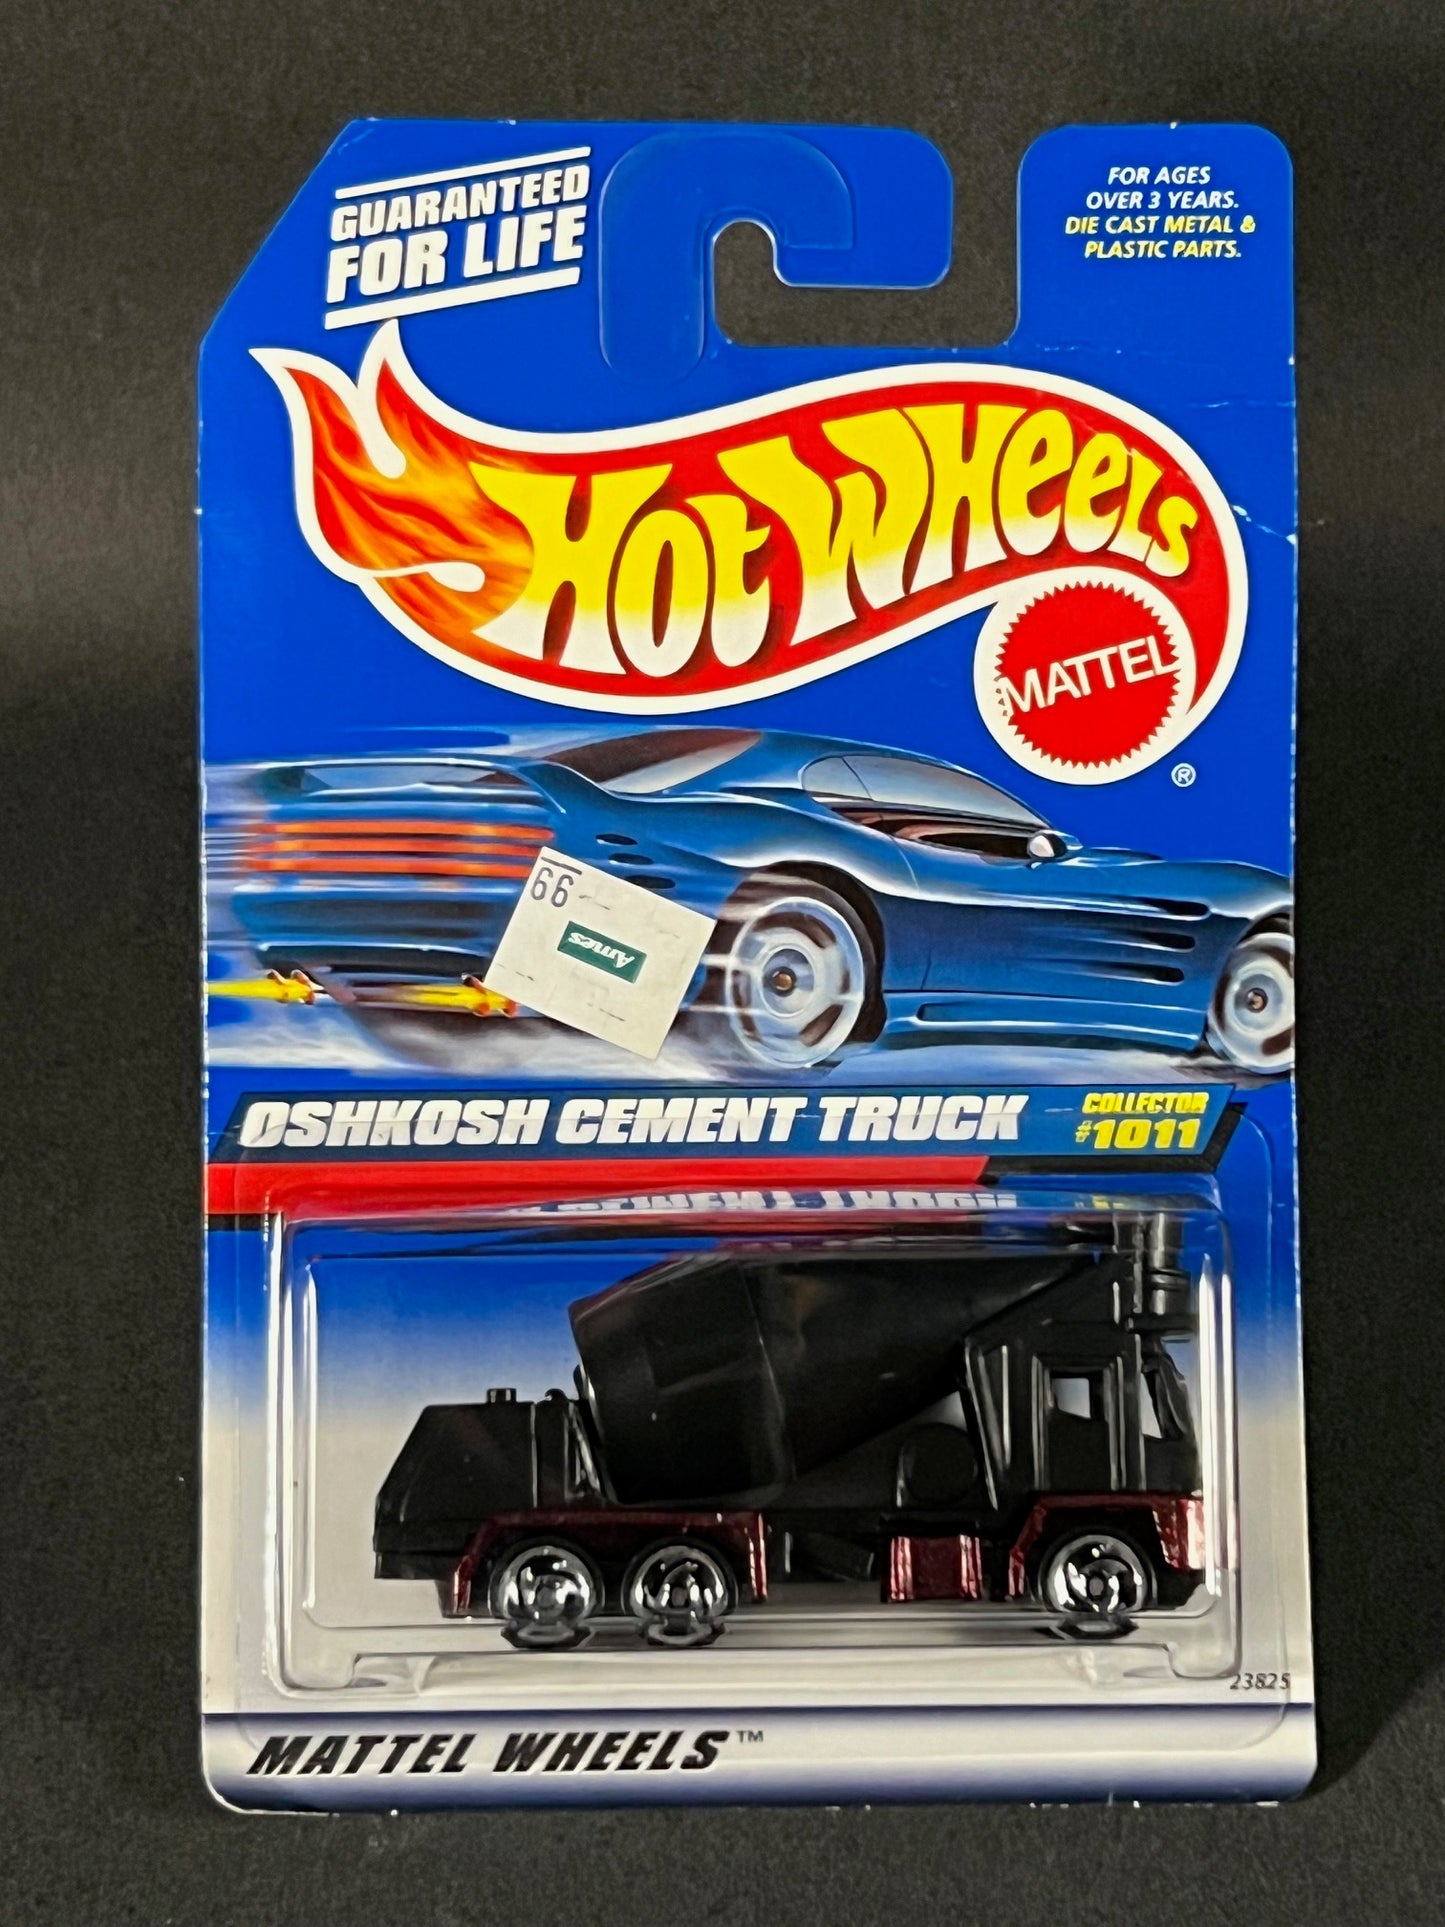 GUARANTEED
FOR LIFE
FOR AGES
OVER 3 YEARS.
DIE CAST METAL &
PLASTIC PARTS.
HOT WHEELS
MATTEL
®
99
Ames
OSHKOSH CEMENT TRUCK
COLLECTOR
#1011
23825
MATTEL WHEELS™